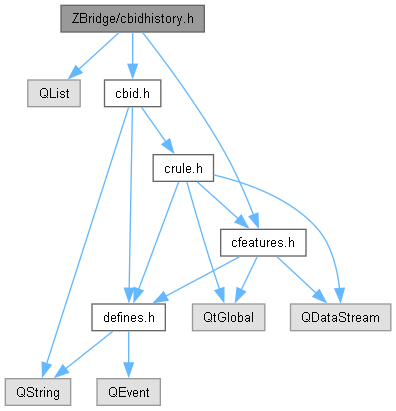 ZBridge/cbidhistory.h
QList
cbid.h
crule.h
cfeatures.h
defines.h
QtGlobal
QDataStream
QString
QEvent